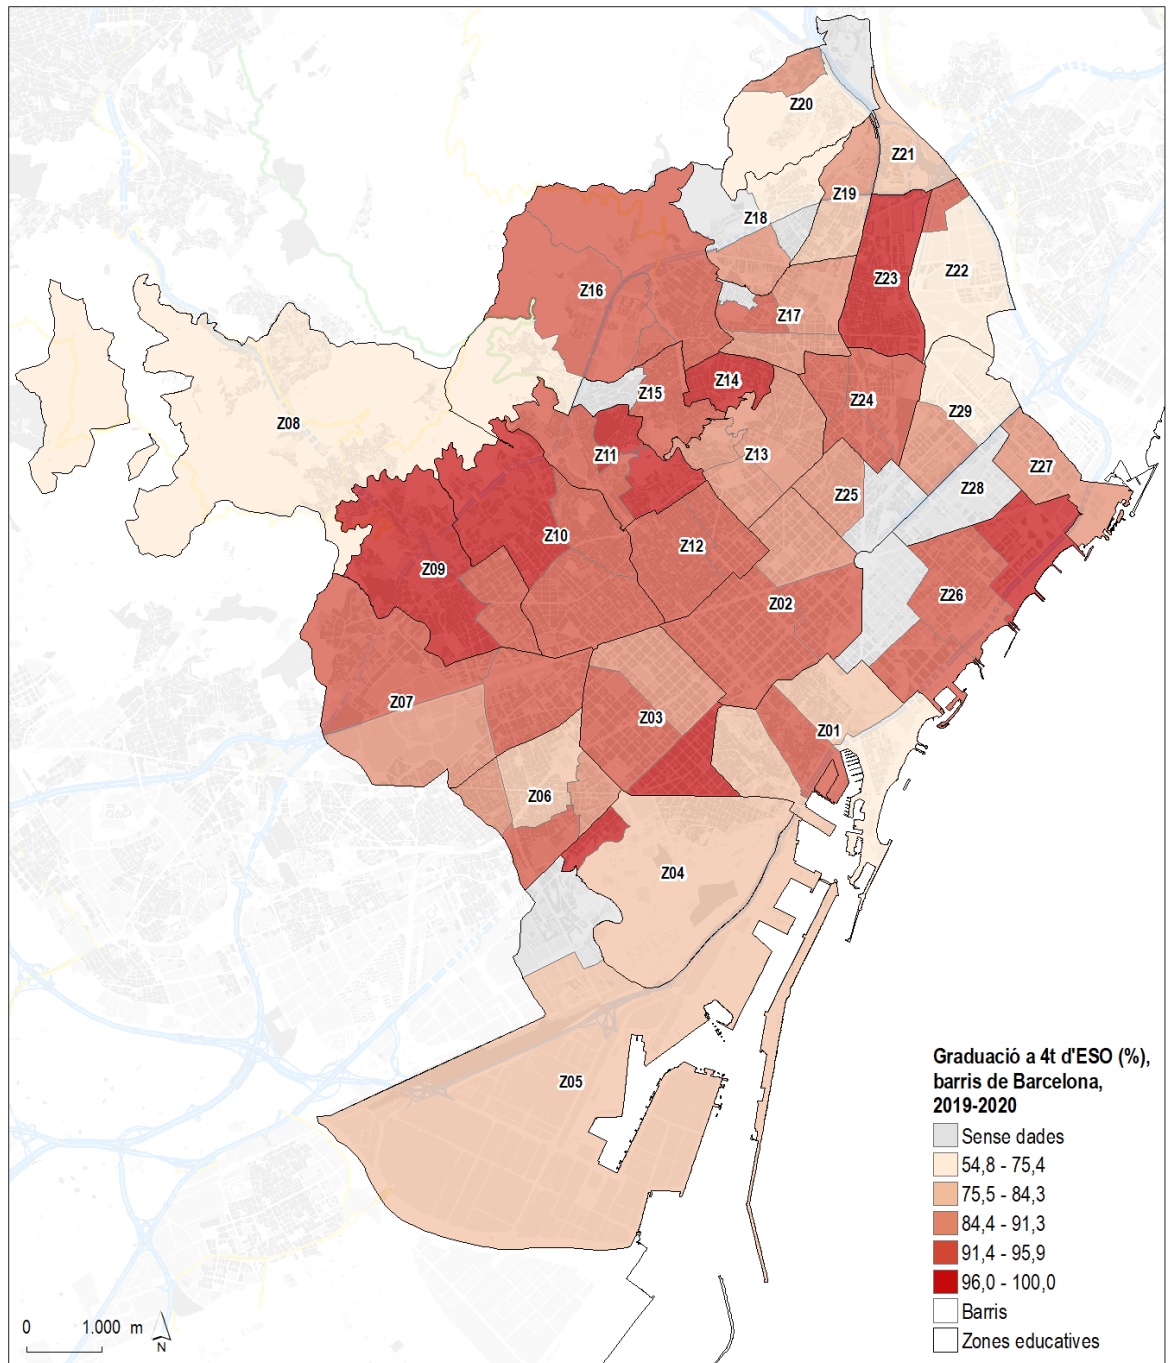 Z20
Z21
Z19
Z18
Z22
Z23
Z16
Z17
Z14
Z15
Z24
Z29
Z08
Z11
Z13
Z27
Z28
Z25
Z10
Z12
Z09
Z26
Z02
Z07
Z03
Z01
Z06
Z04
Z05
Graduació a 4t d'ESO (%),
barris de Barcelona,
2019-2020
Sense dades
54,8 - 75,4
75,5 - 84,3
84,4 - 91,3
91,4 - 95,9
96,0 - 100,0
Barris
Zones educatives
0 1.000 m
N